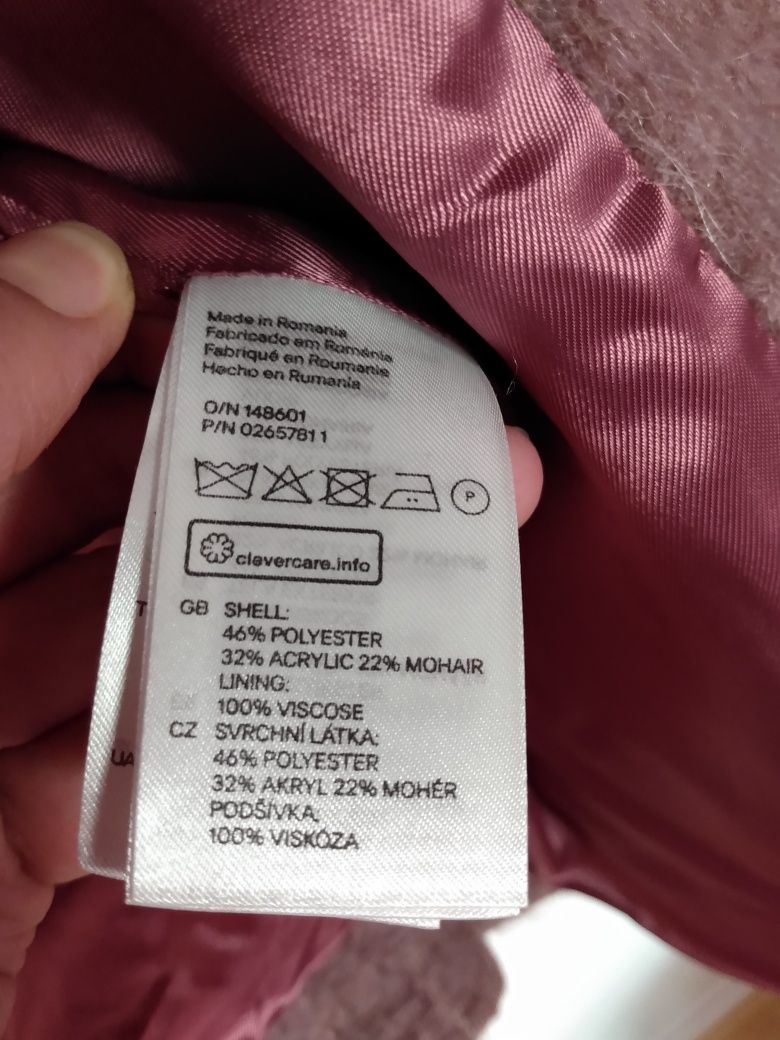 Made in Romania
Fabricado em Roménia
Fabriqué en Roumanie
Hecho en Rumania
O/N 148601
P/N 02657811
P
clevercare.info
GB SHELL:
46% POLYESTER
32% ACRYLIC 22% MOHAIR
LINING:
100% VISCOSE
CZ SVRCHNÍ LÁTKA:
46% POLYESTER
32% AKRYL 22% MOHÉR
PODŠÍVKA:
100% VISKÓZA
UA